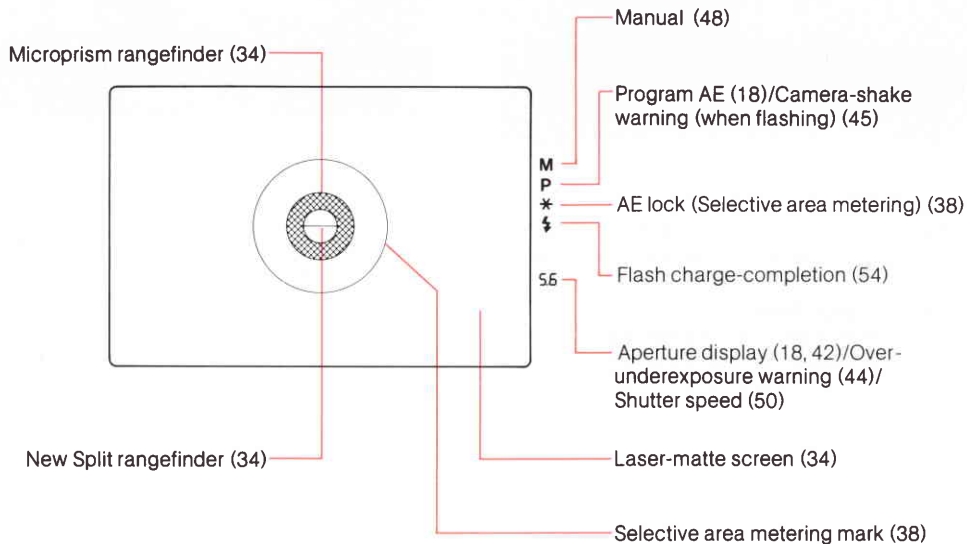 Manual (48)
Microprism rangefinder (34)
Program AE (18)/Camera-shake
warning (when flashing) (45)
M
P
* AE lock (Selective area metering) (38)
Flash charge-completion (54)
5.6
Aperture display (18, 42)/Over-
underexposure warning (44)/
Shutter speed (50)
New Split rangefinder (34)
Laser-matte screen (34)
Selective area metering mark (38)